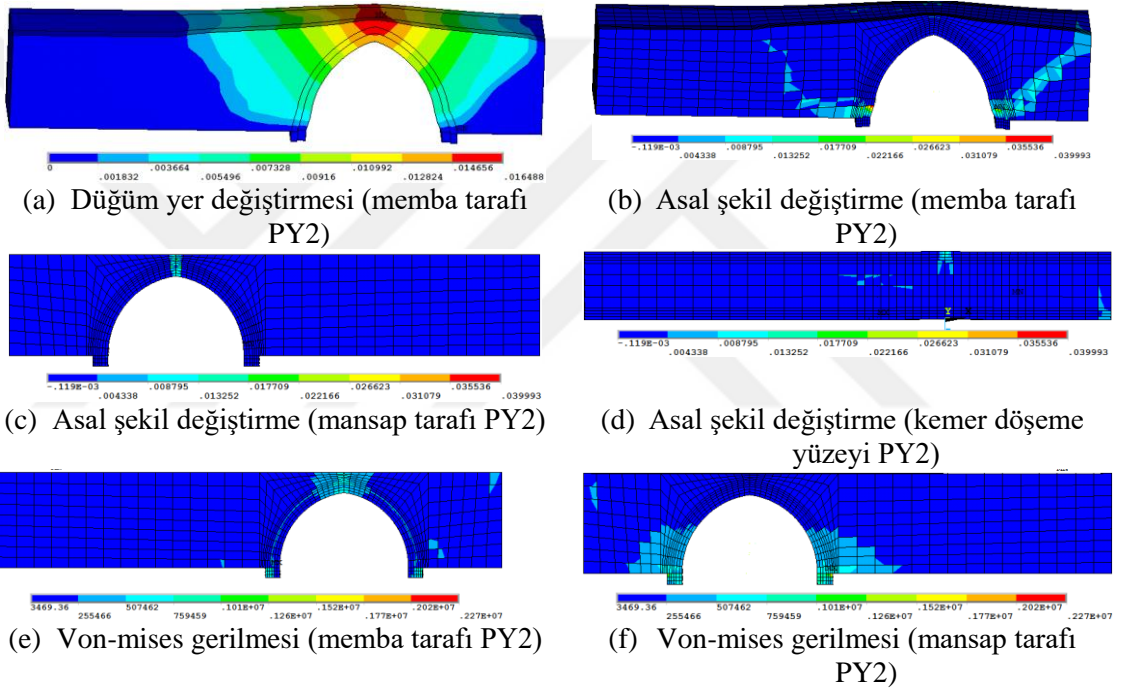 0 .003664 .007328 .010992 .014656
.001832 .005496 .00916 .012824 .016488
-.119E-03 .008795 .017709 .026623 .035536
.004338 .013252 .022166 .031079 .039993
(a) Düğüm yer değiştirmesi (memba tarafı
PY2)
(b) Asal şekil değiştirme (memba tarafı
PY2)
-.119E-03 .008795 .017709 .026623 .035536
.004338 .013252 .022166 .031079 .039993
Y
-.119E-03 .008795 .017709 .026623 .035536
.004338 .013252 .022166 .031079 .039993
(c) Asal şekil değiştirme (mansap tarafı PY2)
(d) Asal şekil değiştirme (kemer döşeme
yüzeyi PY2)
3469.36 507462 .101E+07 .152E+07 .202E+07
255466 759459 .126E+07 .177E+07 .227E+07
3469.36 507462 .101E+07 .152E+07 .202E+07
255466 759459 .126E+07 .177E+07 .227E+07
(e) Von-mises gerilmesi (memba tarafı PY2)
(f) Von-mises gerilmesi (mansap tarafı
PY2)